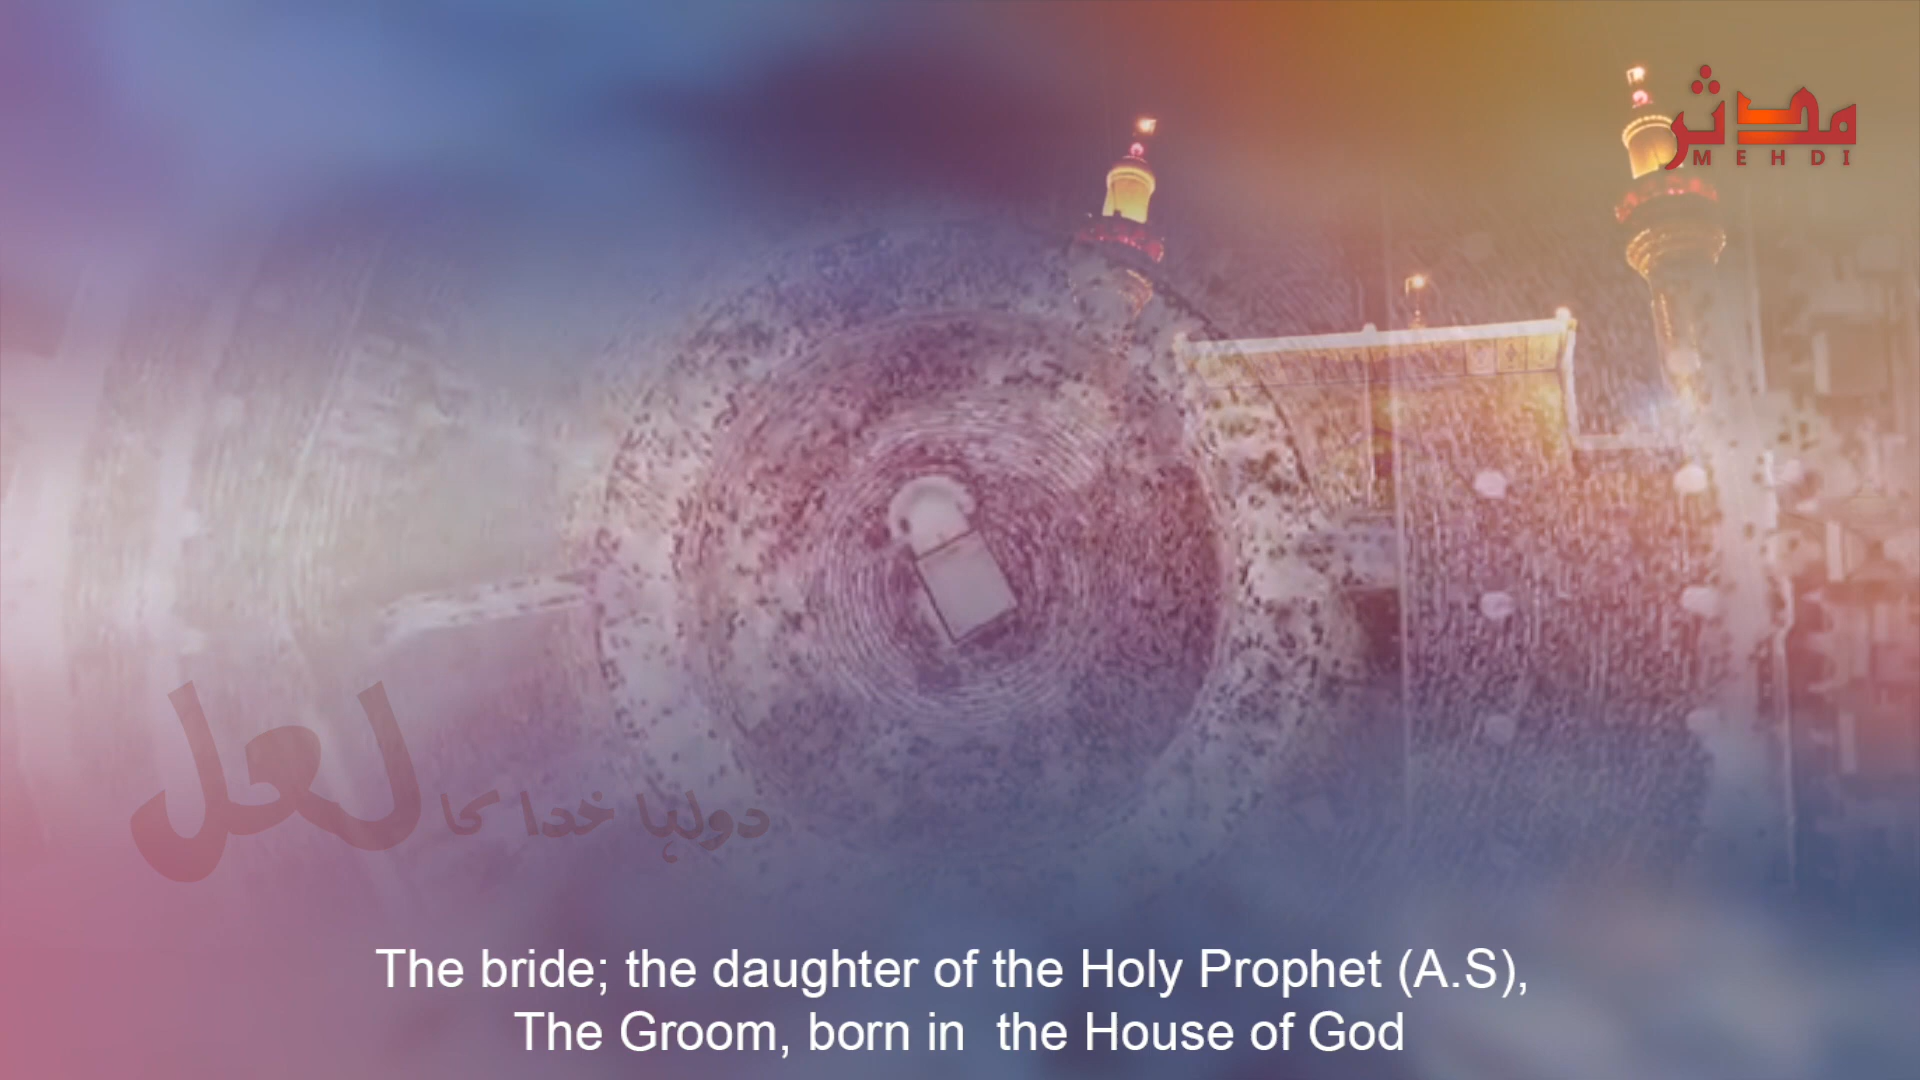 مدثر
MEHDI
دولہا خدا کا لعل
The bride; the daughter of the Holy Prophet (A.S),
The Groom, born in the House of God